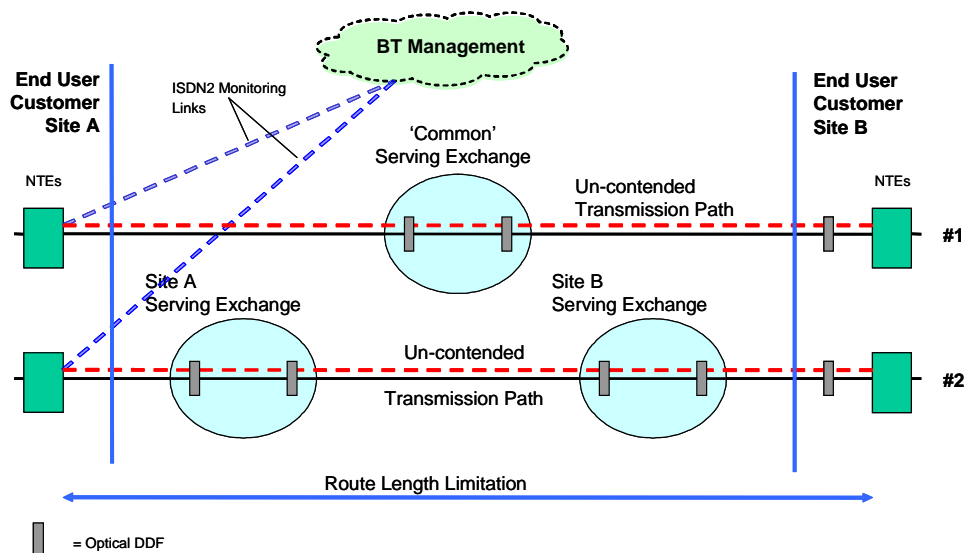 BT Management
End User
Customer
Site A
ISDN2 Monitoring
Links
End User
Customer
Site B
'Common'
Serving Exchange
NTEs
Un-contended
Transmission Path
NTEs
#1
Site A
Serving Exchange
Site B
Serving Exchange
Un-contended
Transmission Path
#2
Route Length Limitation
= Optical DDF